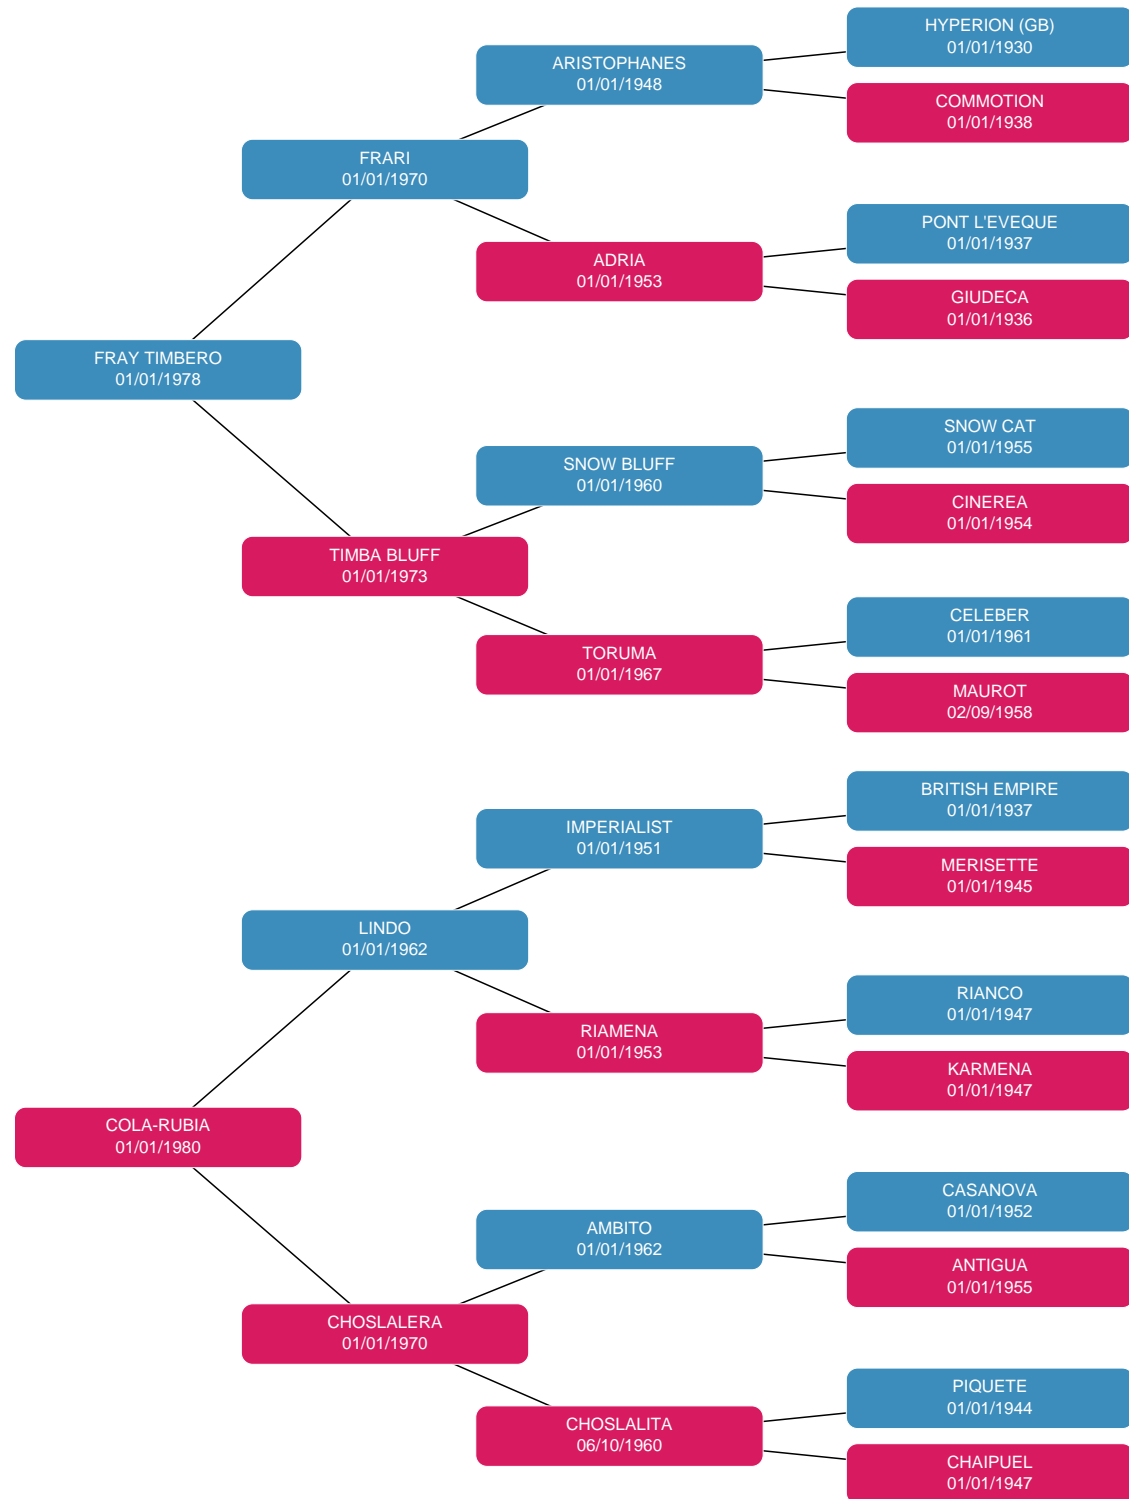 HYPERION (GB)
01/01/1930
ARISTOPHANES
01/01/1948
COMMOTION
01/01/1938
FRARI
01/01/1970
PONT L'EVEQUE
01/01/1937
ADRIA
01/01/1953
GIUDECA
01/01/1936
FRAY TIMBERO
01/01/1978
SNOW CAT
01/01/1955
SNOW BLUFF
01/01/1960
CINEREA
01/01/1954
TIMBA BLUFF
01/01/1973
CELEBER
01/01/1961
TORUMA
01/01/1967
MAUROT
02/09/1958
BRITISH EMPIRE
01/01/1937
IMPERIALIST
01/01/1951
MERISETTE
01/01/1945
LINDO
01/01/1962
RIANCO
01/01/1947
RIAMENA
01/01/1953
KARMENA
01/01/1947
COLA-RUBIA
01/01/1980
CASANOVA
01/01/1952
AMBITO
01/01/1962
ANTIGUA
01/01/1955
CHOSLALERA
01/01/1970
PIQUETE
01/01/1944
CHOSLALITA
06/10/1960
CHAIPUEL
01/01/1947